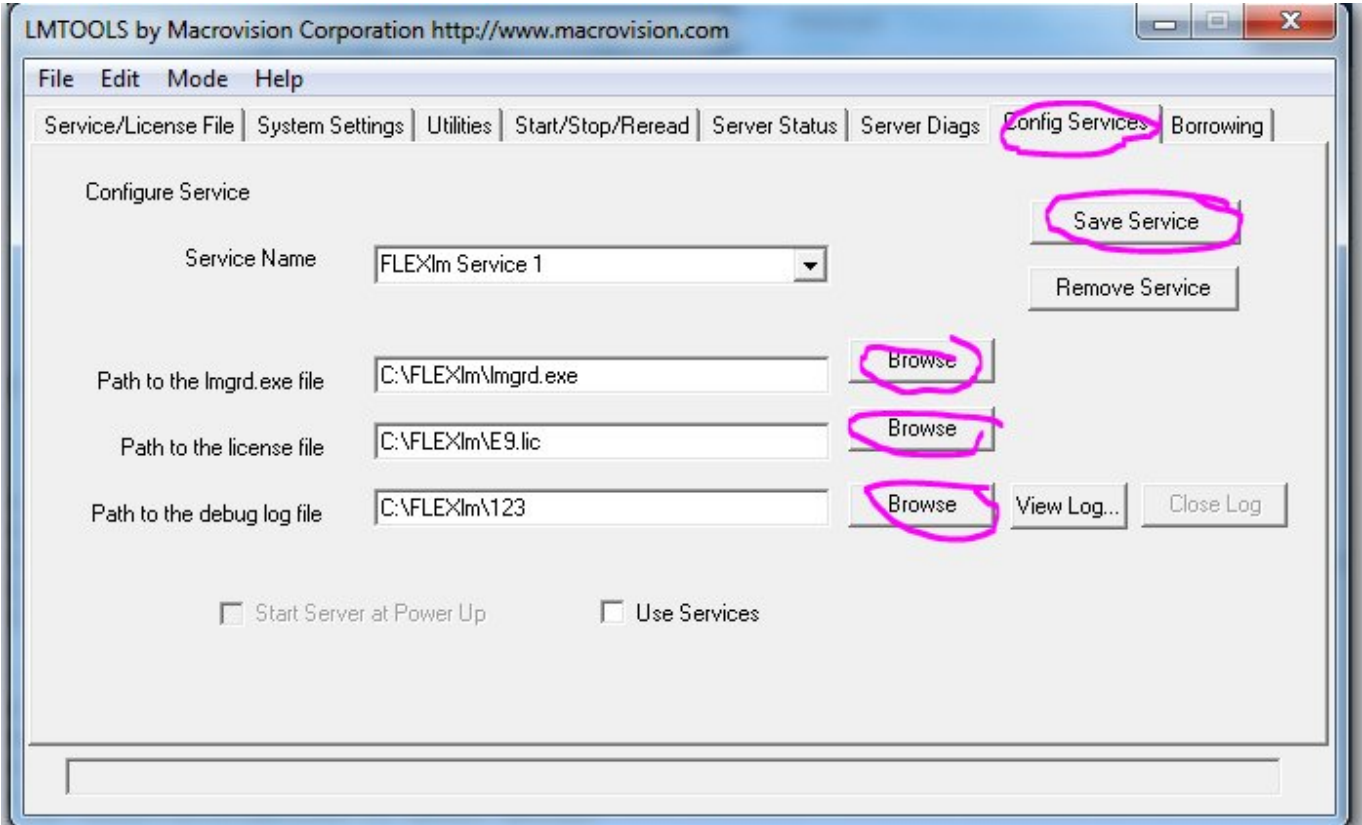 LMTOOLS by Macrovision Corporation http://www.macrovision.com
File Edit Mode Help
Service/License File System Settings Utilities Start/Stop/Reread Server Status Server Diags Config Services Borrowing
Configure Service
Save Service
Service Name FLEXlm Service 1
Remove Service
Path to the lmgrd.exe file C:\FLEXlm\lmgrd.exe Browse
Path to the license file C:\FLEXlm\E9.lic Browse
Path to the debug log file C:\FLEXlm\123 Browse View Log... Close Log
Start Server at Power Up Use Services